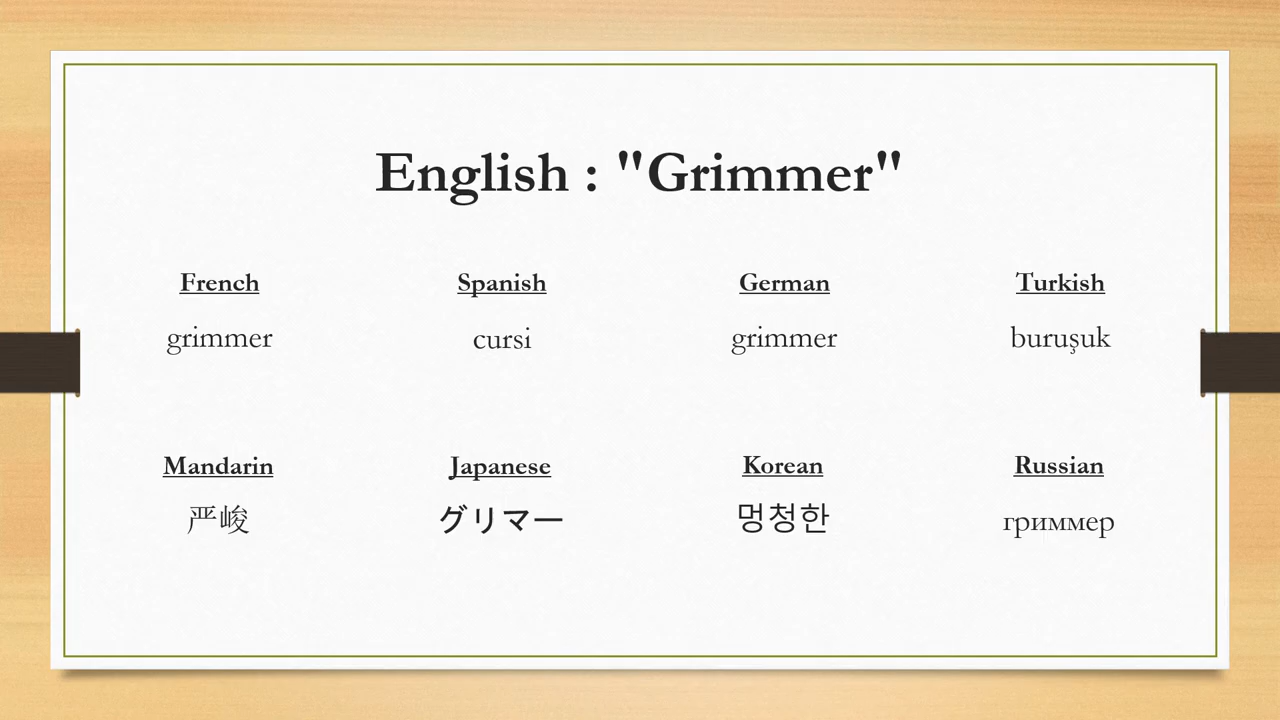 English : "Grimmer"
French Spanish German Turkish
grimmer cursi grimmer buruşuk
Mandarin Japanese Korean Russian
严峻 グリマー 멍청한 гриммер